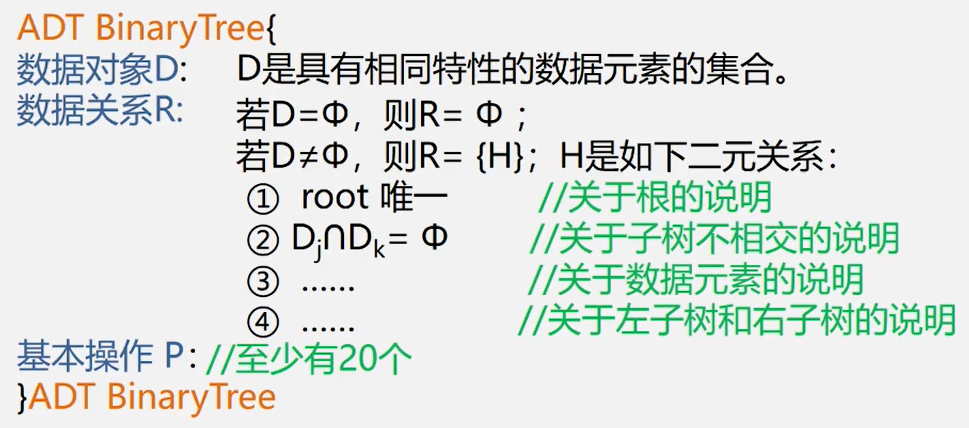 ADT BinaryTree{
数据对象D: D是具有相同特性的数据元素的集合。
数据关系R: 若D=Φ，则R= Φ ；
若D≠Φ，则R= {H}；H是如下二元关系：
① root 唯一 //关于根的说明
② Dj∩Dk= Φ //关于子树不相交的说明
③ …… //关于数据元素的说明
④ …… //关于左子树和右子树的说明
基本操作 P：//至少有20个
}ADT BinaryTree